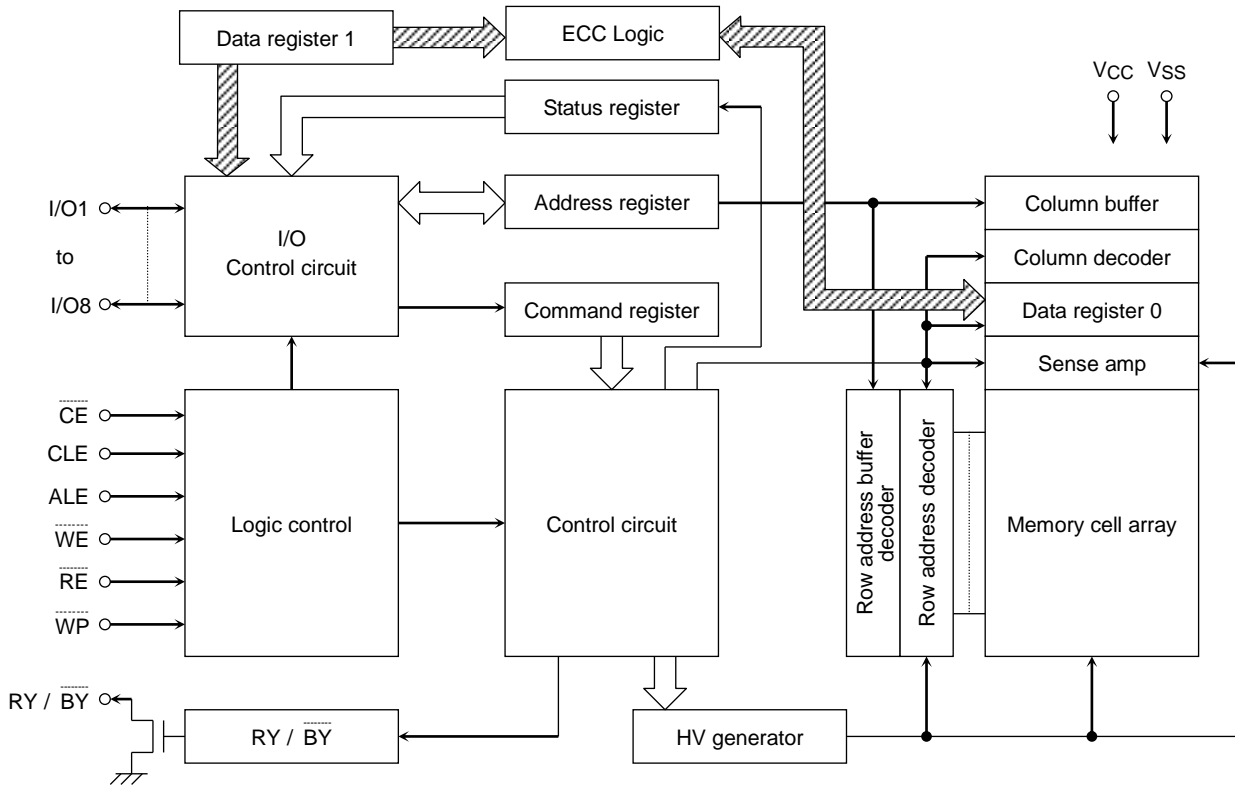 Data register 1
ECC Logic
VCC
VSS
Status register
I/O1
to
I/O8
I/O
Control circuit
Address register
Column buffer
Column decoder
Command register
Data register 0
Sense amp
CE
CLE
ALE
WE
RE
WP
Logic control
Control circuit
Row address buffer
decoder
Row address decoder
Memory cell array
RY / BY
RY / BY
HV generator